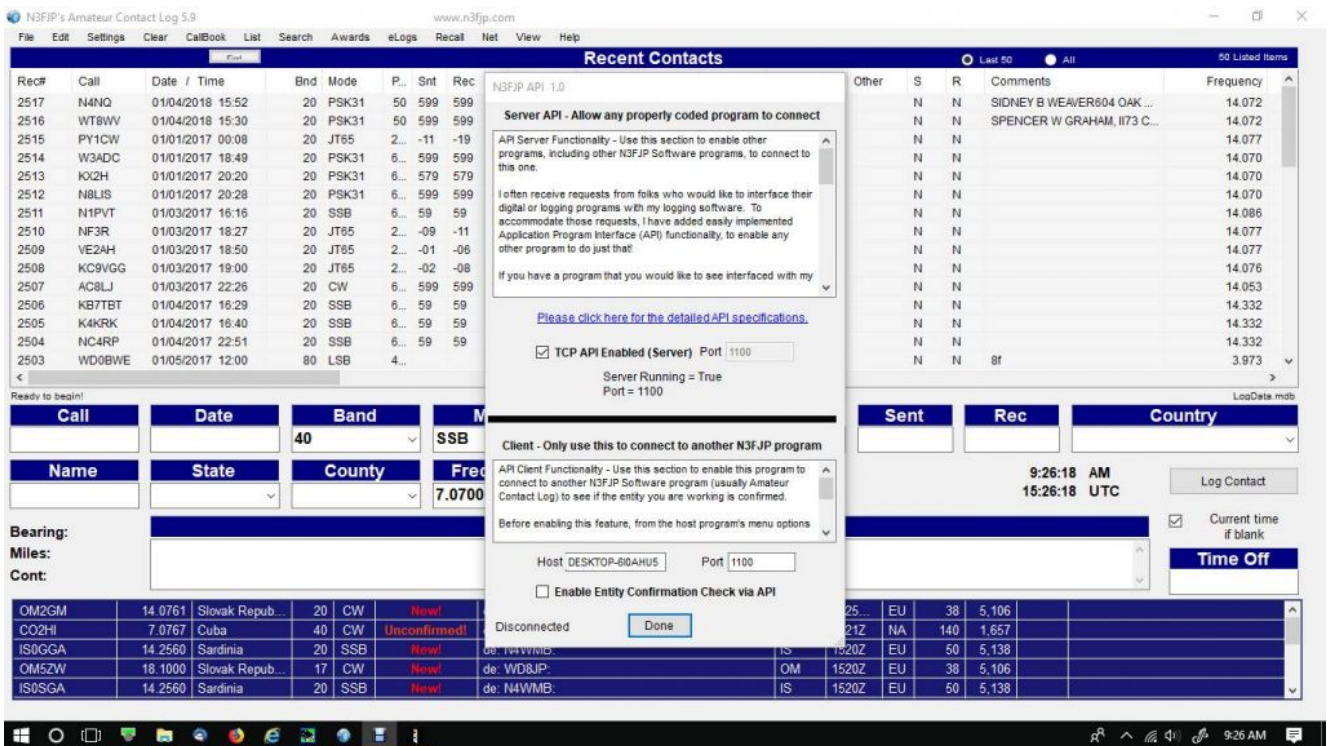 N3FJP's Amateur Contact Log 5.9 www.n3fjp.com
File Edit Settings Clear CallBook List Search Awards eLogs Recall Net View Help
Recent Contacts Last 50 All 50 Listed Items
Rec# Call Date / Time Bnd Mode P... Snt Rec Other S R Comments Frequency
2517 N4NQ 01/04/2018 15:52 20 PSK31 50 599 599 N N SIDNEY B WEAVER604 OAK ... 14.072
2516 WT8WV 01/04/2018 15:30 20 PSK31 50 599 599 N N SPENCER W GRAHAM, II73 C... 14.072
2515 PY1CW 01/01/2017 00:08 20 JT65 2... -11 -19 N N 14.077
2514 W3ADC 01/01/2017 18:49 20 PSK31 6... 599 599 N N 14.070
2513 KX2H 01/01/2017 20:20 20 PSK31 6... 579 579 N N 14.070
2512 N8LIS 01/01/2017 20:28 20 PSK31 6... 599 599 N N 14.070
2511 N1PVT 01/03/2017 16:16 20 SSB 6... 59 59 N N 14.086
2510 NF3R 01/03/2017 18:27 20 JT65 2... -09 -11 N N 14.077
2509 VE2AH 01/03/2017 18:50 20 JT65 2... -01 -06 N N 14.077
2508 KC9VGG 01/03/2017 19:00 20 JT65 2... -02 -08 N N 14.076
2507 AC8LJ 01/03/2017 22:26 20 CW 6... 599 599 N N 14.053
2506 KB7TBT 01/04/2017 16:29 20 SSB 6... 59 59 N N 14.332
2505 K4KRK 01/04/2017 16:40 20 SSB 6... 59 59 N N 14.332
2504 NC4RP 01/04/2017 22:51 20 SSB 6... 59 59 N N 14.332
2503 WD0BWE 01/05/2017 12:00 80 LSB 4... N N 8f 3.973
N3FJP API 1.0
Server API - Allow any properly coded program to connect
API Server Functionality - Use this section to enable other
programs, including other N3FJP Software programs, to connect to
this one.
I often receive requests from folks who would like to interface their
digital or logging programs with my logging software. To
accommodate those requests, I have added easily implemented
Application Program Interface (API) functionality, to enable any
other program to do just that!
If you have a program that you would like to see interfaced with my
Please click here for the detailed API specifications.
TCP API Enabled (Server) Port 1100
Server Running = True
Port = 1100
Client - Only use this to connect to another N3FJP program
API Client Functionality - Use this section to enable this program to
connect to another N3FJP Software program (usually Amateur
Contact Log) to see if the entity you are working is confirmed.
Before enabling this feature, from the host program's menu options
Host DESKTOP-6I0AHU5 Port 1100
Enable Entity Confirmation Check via API
Disconnected Done
Ready to begin! LogData.mdb
Call Date Band M Sent Rec Country
40 SSB
Name State County Fre 9:26:18 AM
7.0700 15:26:18 UTC Log Contact
Bearing: Current time
if blank
Miles: Time Off
Cont:
OM2GM 14.0761 Slovak Repub... 20 CW New! 25... EU 38 5,106
CO2HI 7.0767 Cuba 40 CW Unconfirmed! 21Z NA 140 1,657
IS0GGA 14.2560 Sardinia 20 SSB New! de: N4WMB: IS 1520Z EU 50 5,138
OM5ZW 18.1000 Slovak Repub... 17 CW New! de: WD8JP: OM 1520Z EU 38 5,106
IS0SGA 14.2560 Sardinia 20 SSB New! de: N4WMB: IS 1520Z EU 50 5,138
9:26 AM